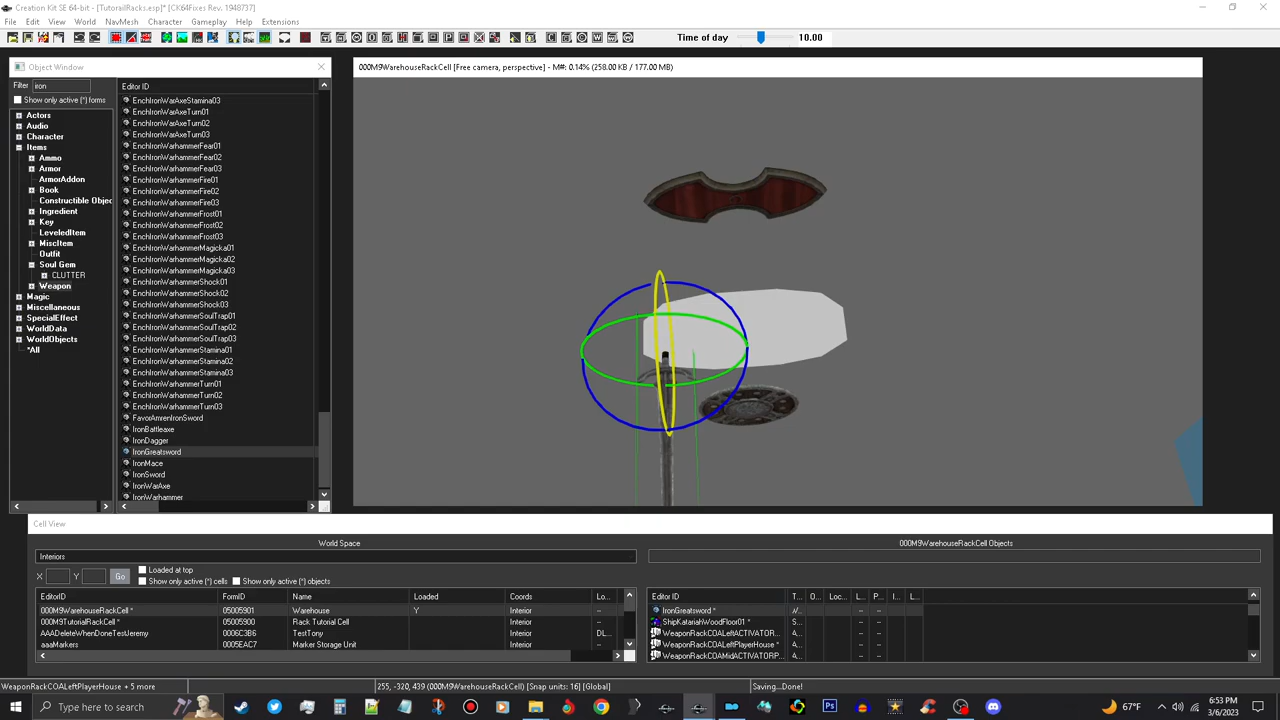 Creation Kit SE 64-bit - [TutorailRacks.esp]* [CK64Fixes Rev. 1948737]
File Edit View World NavMesh Character Gameplay Help Extensions
Time of day 10.00
Object Window
Filter iron
Show only active (*) forms
Actors
Audio
Character
Items
Ammo
Armor
ArmorAddon
Book
Constructible Objec
Ingredient
Key
LeveledItem
MiscItem
Outfit
Soul Gem
CLUTTER
Weapon
Magic
Miscellaneous
SpecialEffect
WorldData
WorldObjects
*All
Editor ID
EnchIronWarAxeStamina03
EnchIronWarAxeTurn01
EnchIronWarAxeTurn02
EnchIronWarAxeTurn03
EnchIronWarhammerFear01
EnchIronWarhammerFear02
EnchIronWarhammerFear03
EnchIronWarhammerFire01
EnchIronWarhammerFire02
EnchIronWarhammerFire03
EnchIronWarhammerFrost01
EnchIronWarhammerFrost02
EnchIronWarhammerFrost03
EnchIronWarhammerMagicka01
EnchIronWarhammerMagicka02
EnchIronWarhammerMagicka03
EnchIronWarhammerShock01
EnchIronWarhammerShock02
EnchIronWarhammerShock03
EnchIronWarhammerSoulTrap01
EnchIronWarhammerSoulTrap02
EnchIronWarhammerSoulTrap03
EnchIronWarhammerStamina01
EnchIronWarhammerStamina02
EnchIronWarhammerStamina03
EnchIronWarhammerTurn01
EnchIronWarhammerTurn02
EnchIronWarhammerTurn03
FavorAmrenIronSword
IronBattleaxe
IronDagger
IronGreatsword
IronMace
IronSword
IronWarAxe
IronWarhammer
000M9WarehouseRackCell [Free camera, perspective] - M#: 0.14% (258.00 KB / 177.00 MB)
Cell View
World Space
Interiors
X Y Go
Loaded at top
Show only active (*) cells Show only active (*) objects
EditorID FormID Name Loaded Coords Lo...
000M9WarehouseRackCell * 05005901 Warehouse Y Interior --
000M9TutorialRackCell * 05005900 Rack Tutorial Cell Interior --
AAADeleteWhenDoneTestJeremy 0006C3B6 TestTony Interior DL...
aaaMarkers 0005EAC7 Marker Storage Unit Interior --
000M9WarehouseRackCell Objects
Editor ID T... O... Loc... L... P... I... L...
IronGreatsword * -- --
ShipKatariahWoodFloor01 * S... -- --
WeaponRackCOALeftACTIVATOR... 4... -- --
WeaponRackCOALeftPlayerHouse * 4... -- --
WeaponRackCOAMidACTIVATORP... 4... -- --
WeaponRackCOALeftPlayerHouse + 5 more 255, -320, 439 (000M9WarehouseRackCell) [Snap units: 16] [Global] Saving...Done!
Type here to search
67°F
6:53 PM
3/6/2023